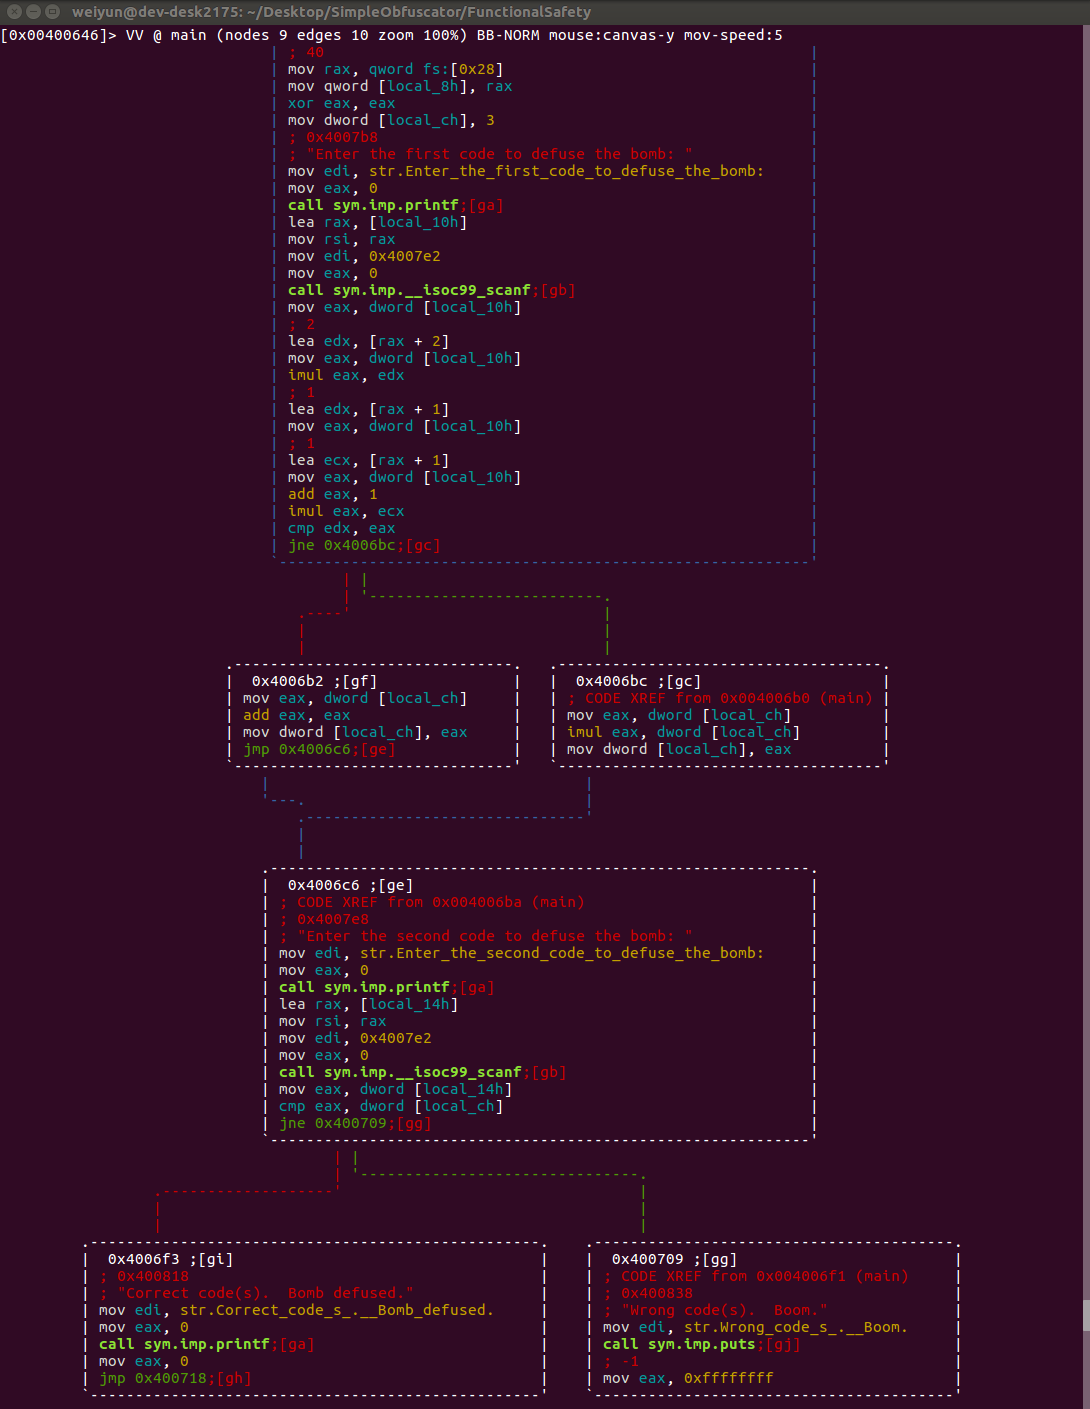 weiyun@dev-desk2175: ~/Desktop/SimpleObfuscator/FunctionalSafety
[0x00400646]> VV @ main (nodes 9 edges 10 zoom 100%) BB-NORM mouse:canvas-y mov-speed:5
; 40
mov rax, qword fs:[0x28]
mov qword [local_8h], rax
xor eax, eax
mov dword [local_ch], 3
; 0x4007b8
; "Enter the first code to defuse the bomb: "
mov edi, str.Enter_the_first_code_to_defuse_the_bomb:
mov eax, 0
call sym.imp.printf;[ga]
lea rax, [local_10h]
mov rsi, rax
mov edi, 0x4007e2
mov eax, 0
call sym.imp.__isoc99_scanf;[gb]
mov eax, dword [local_10h]
; 2
lea edx, [rax + 2]
mov eax, dword [local_10h]
imul eax, edx
; 1
lea edx, [rax + 1]
mov eax, dword [local_10h]
; 1
lea ecx, [rax + 1]
mov eax, dword [local_10h]
add eax, 1
imul eax, ecx
cmp edx, eax
jne 0x4006bc;[gc]
0x4006b2 ;[gf]
mov eax, dword [local_ch]
add eax, eax
mov dword [local_ch], eax
jmp 0x4006c6;[ge]
0x4006bc ;[gc]
; CODE XREF from 0x004006b0 (main)
mov eax, dword [local_ch]
imul eax, dword [local_ch]
mov dword [local_ch], eax
0x4006c6 ;[ge]
; CODE XREF from 0x004006ba (main)
; 0x4007e8
; "Enter the second code to defuse the bomb: "
mov edi, str.Enter_the_second_code_to_defuse_the_bomb:
mov eax, 0
call sym.imp.printf;[ga]
lea rax, [local_14h]
mov rsi, rax
mov edi, 0x4007e2
mov eax, 0
call sym.imp.__isoc99_scanf;[gb]
mov eax, dword [local_14h]
cmp eax, dword [local_ch]
jne 0x400709;[gg]
0x4006f3 ;[gi]
; 0x400818
; "Correct code(s).  Bomb defused."
mov edi, str.Correct_code_s_.__Bomb_defused.
mov eax, 0
call sym.imp.printf;[ga]
mov eax, 0
jmp 0x400718;[gh]
0x400709 ;[gg]
; CODE XREF from 0x004006f1 (main)
; 0x400838
; "Wrong code(s).  Boom."
mov edi, str.Wrong_code_s_.__Boom.
call sym.imp.puts;[gj]
; -1
mov eax, 0xffffffff